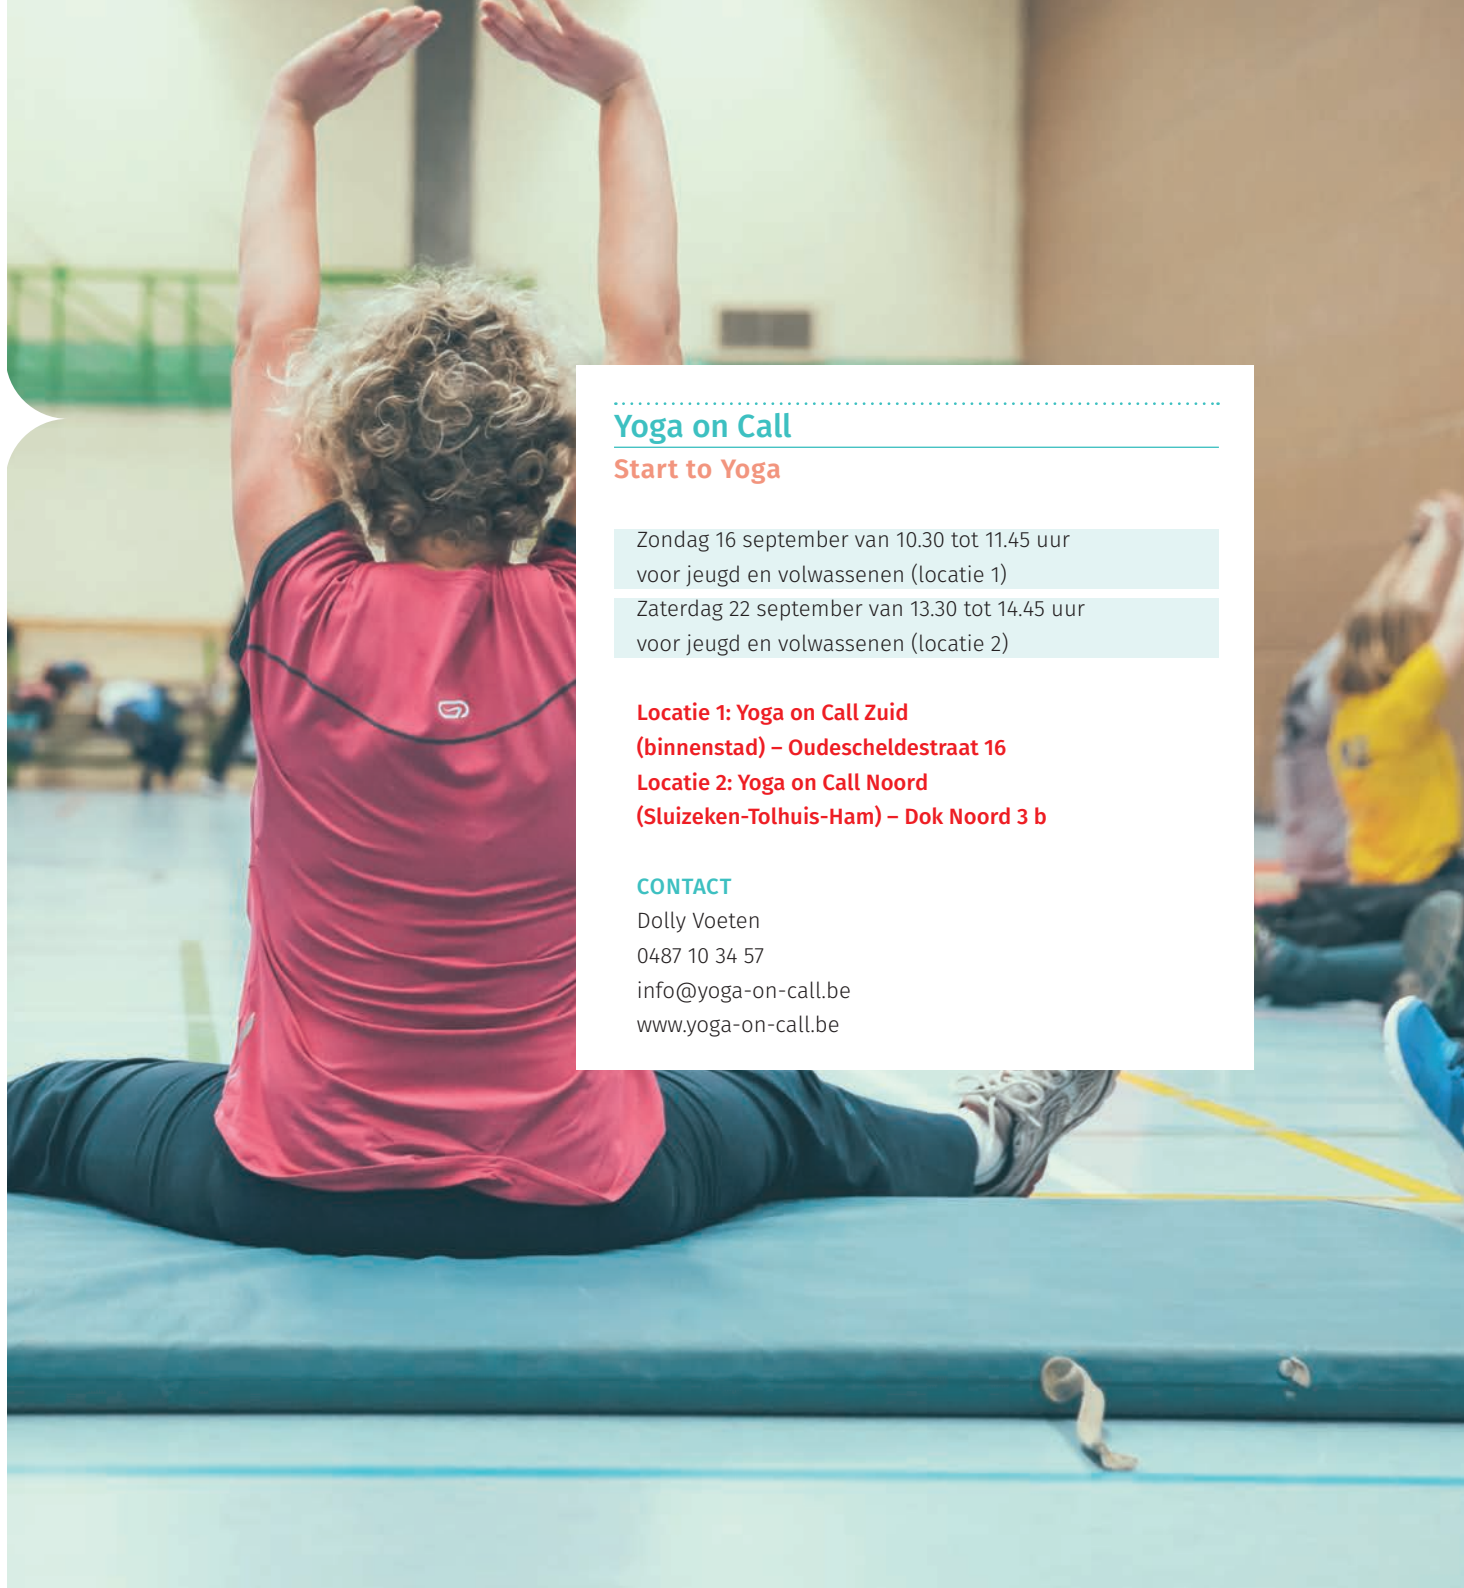 Yoga on Call
Start to Yoga
Zondag 16 september van 10.30 tot 11.45 uur
voor jeugd en volwassenen (locatie 1)
Zaterdag 22 september van 13.30 tot 14.45 uur
voor jeugd en volwassenen (locatie 2)
Locatie 1: Yoga on Call Zuid
(binnenstad) – Oudescheldestraat 16
Locatie 2: Yoga on Call Noord
(Sluizeken-Tolhuis-Ham) – Dok Noord 3 b
CONTACT
Dolly Voeten
0487 10 34 57
info@yoga-on-call.be
www.yoga-on-call.be